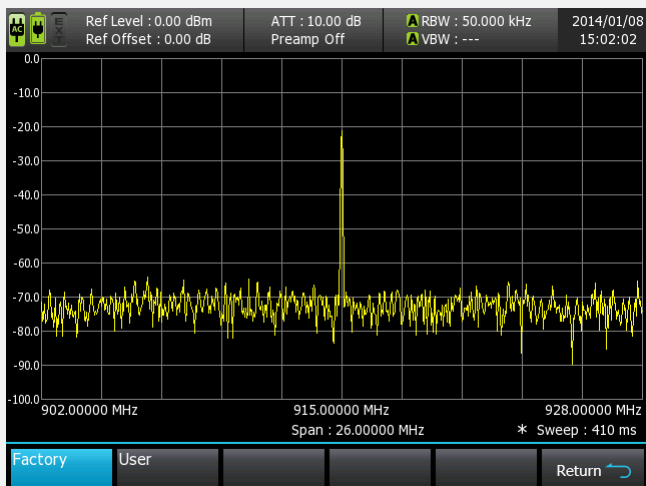 AC
EXT
Ref Level : 0.00 dBm
Ref Offset : 0.00 dB
ATT : 10.00 dB
Preamp Off
A RBW : 50.000 kHz
A VBW : ---
2014/01/08
15:02:02
0.0
-10.0
-20.0
-30.0
-40.0
-50.0
-60.0
-70.0
-80.0
-90.0
-100.0
902.00000 MHz
915.00000 MHz
928.00000 MHz
Span : 26.00000 MHz
* Sweep : 410 ms
Factory
User
Return